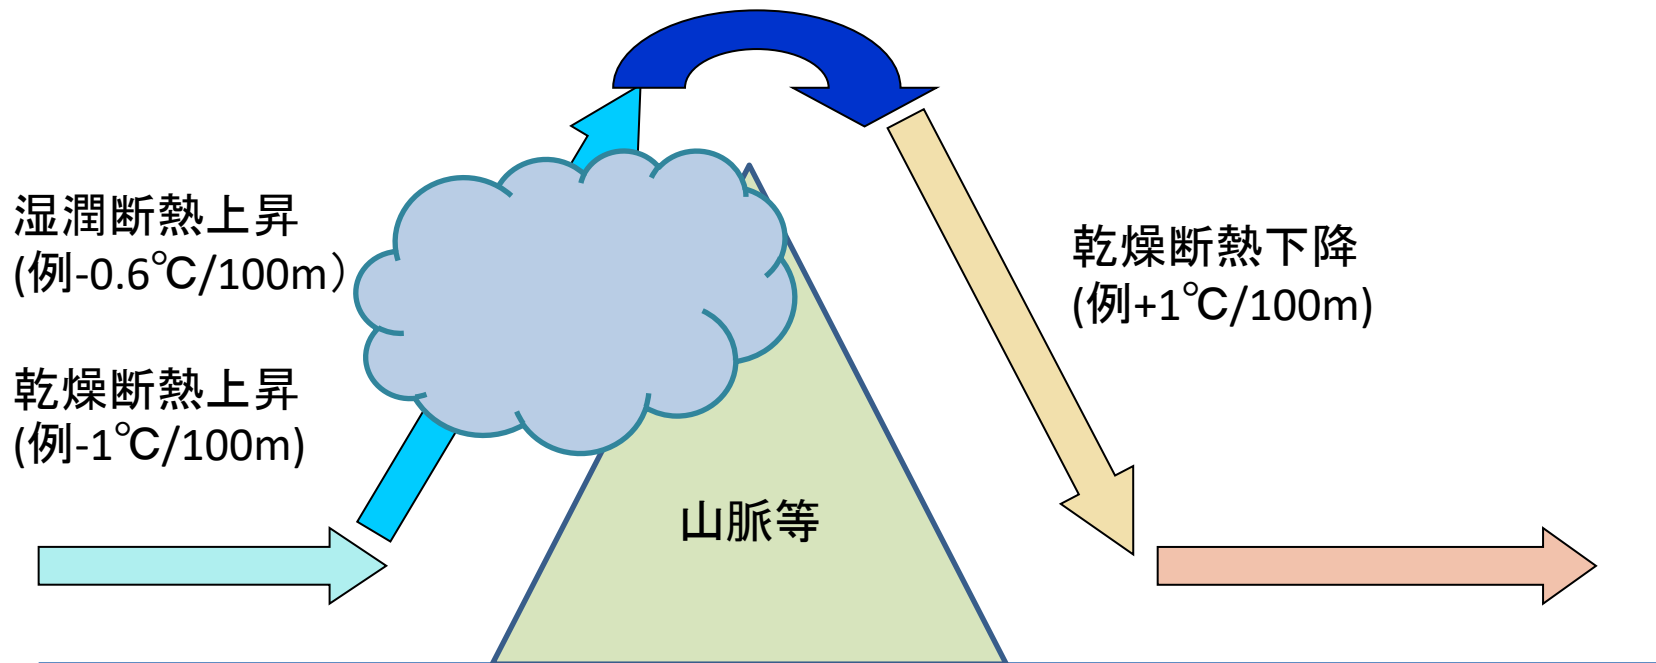 湿潤断熱上昇
(例-0.6℃/100m）
乾燥断熱上昇
(例-1℃/100m)
山脈等
乾燥断熱下降
(例+1℃/100m)